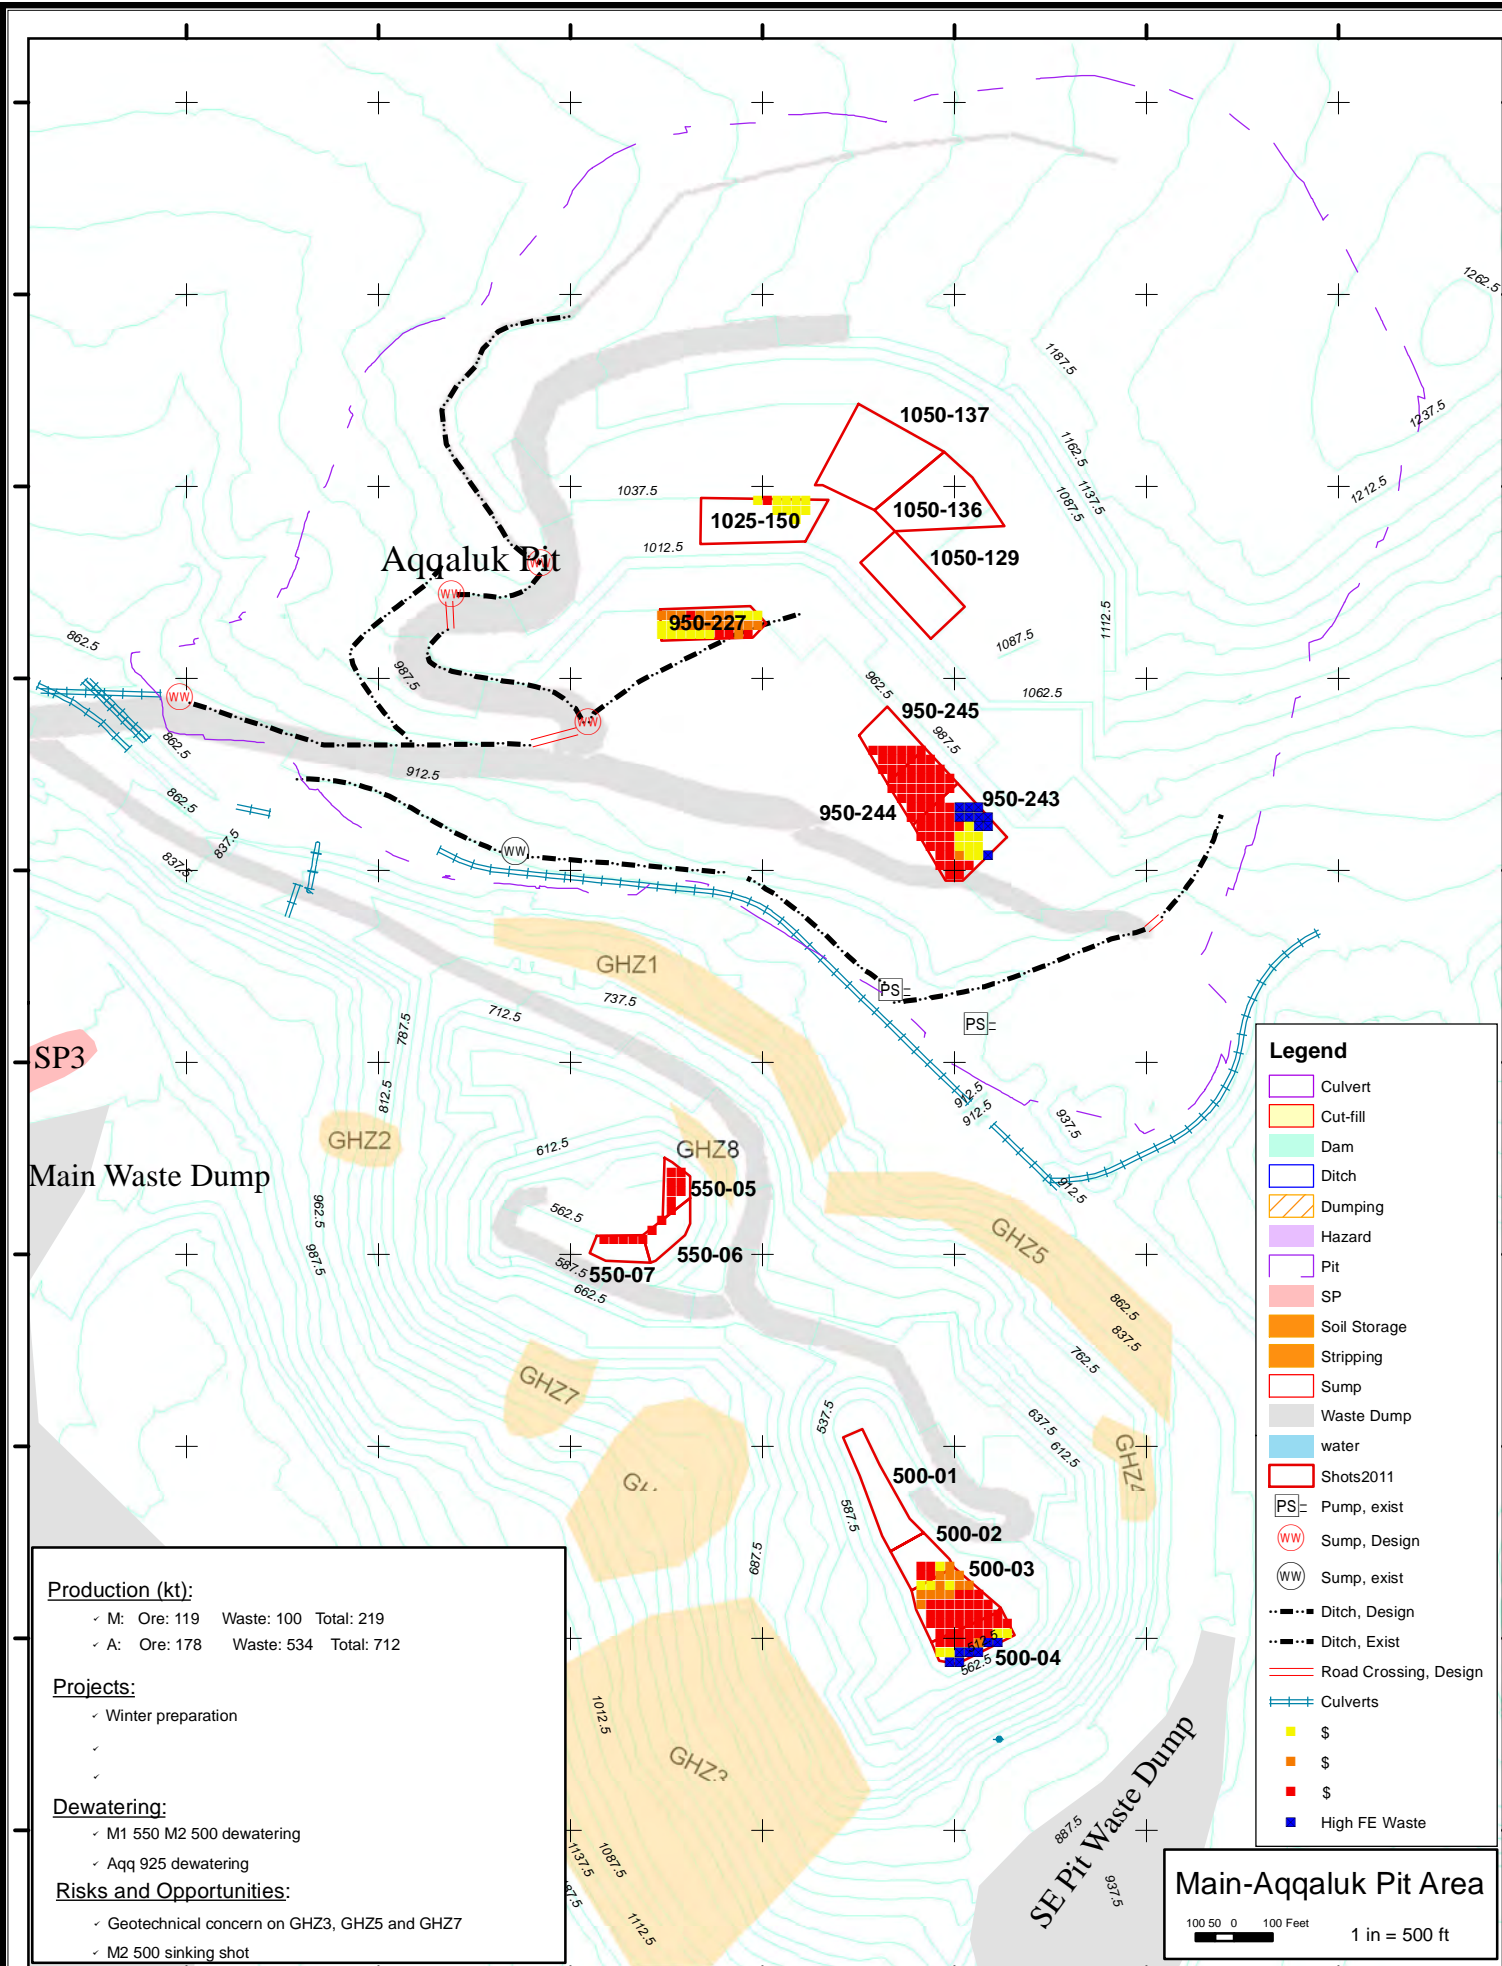 1262.5
1187.5
1237.5
1050-137
1162.5
1137.5
1087.5
1212.5
1037.5
1025-150
1050-136
1012.5
1050-129
Aqqaluk Pit
WW
WW
950-227
1112.5
1087.5
862.5
987.5
962.5
1062.5
WW
950-245
WW
987.5
862.5
912.5
862.5
950-243
950-244
837.5
837.5
WW
GHZ1
737.5
712.5
PS
787.5
PS
SP3
812.5
912.5
912.5
937.5
GHZ2
612.5
GHZ8
Main Waste Dump
550-05
912.5
962.5
562.5
GHZ5
987.5
550-06
587.5
550-07
662.5
862.5
837.5
762.5
GHZ7
537.5
637.5
612.5
GHZ4
500-01
587.5
500-02
687.5
500-03
512.5
562.5
500-04
1012.5
GHZ3
SE Pit Waste Dump
887.5
937.5
1137.5
1087.5
1112.5
Legend
Culvert
Cut-fill
Dam
Ditch
Dumping
Hazard
Pit
SP
Soil Storage
Stripping
Sump
Waste Dump
water
Shots2011
PS Pump, exist
WW Sump, Design
WW Sump, exist
Ditch, Design
Ditch, Exist
Road Crossing, Design
Culverts
$
$
$
High FE Waste
Production (kt):
✓ M: Ore: 119 Waste: 100 Total: 219
✓ A: Ore: 178 Waste: 534 Total: 712
Projects:
✓ Winter preparation
✓
✓
Dewatering:
✓ M1 550 M2 500 dewatering
✓ Aqq 925 dewatering
Risks and Opportunities:
✓ Geotechnical concern on GHZ3, GHZ5 and GHZ7
✓ M2 500 sinking shot
Main-Aqqaluk Pit Area
100 50 0 100 Feet
1 in = 500 ft